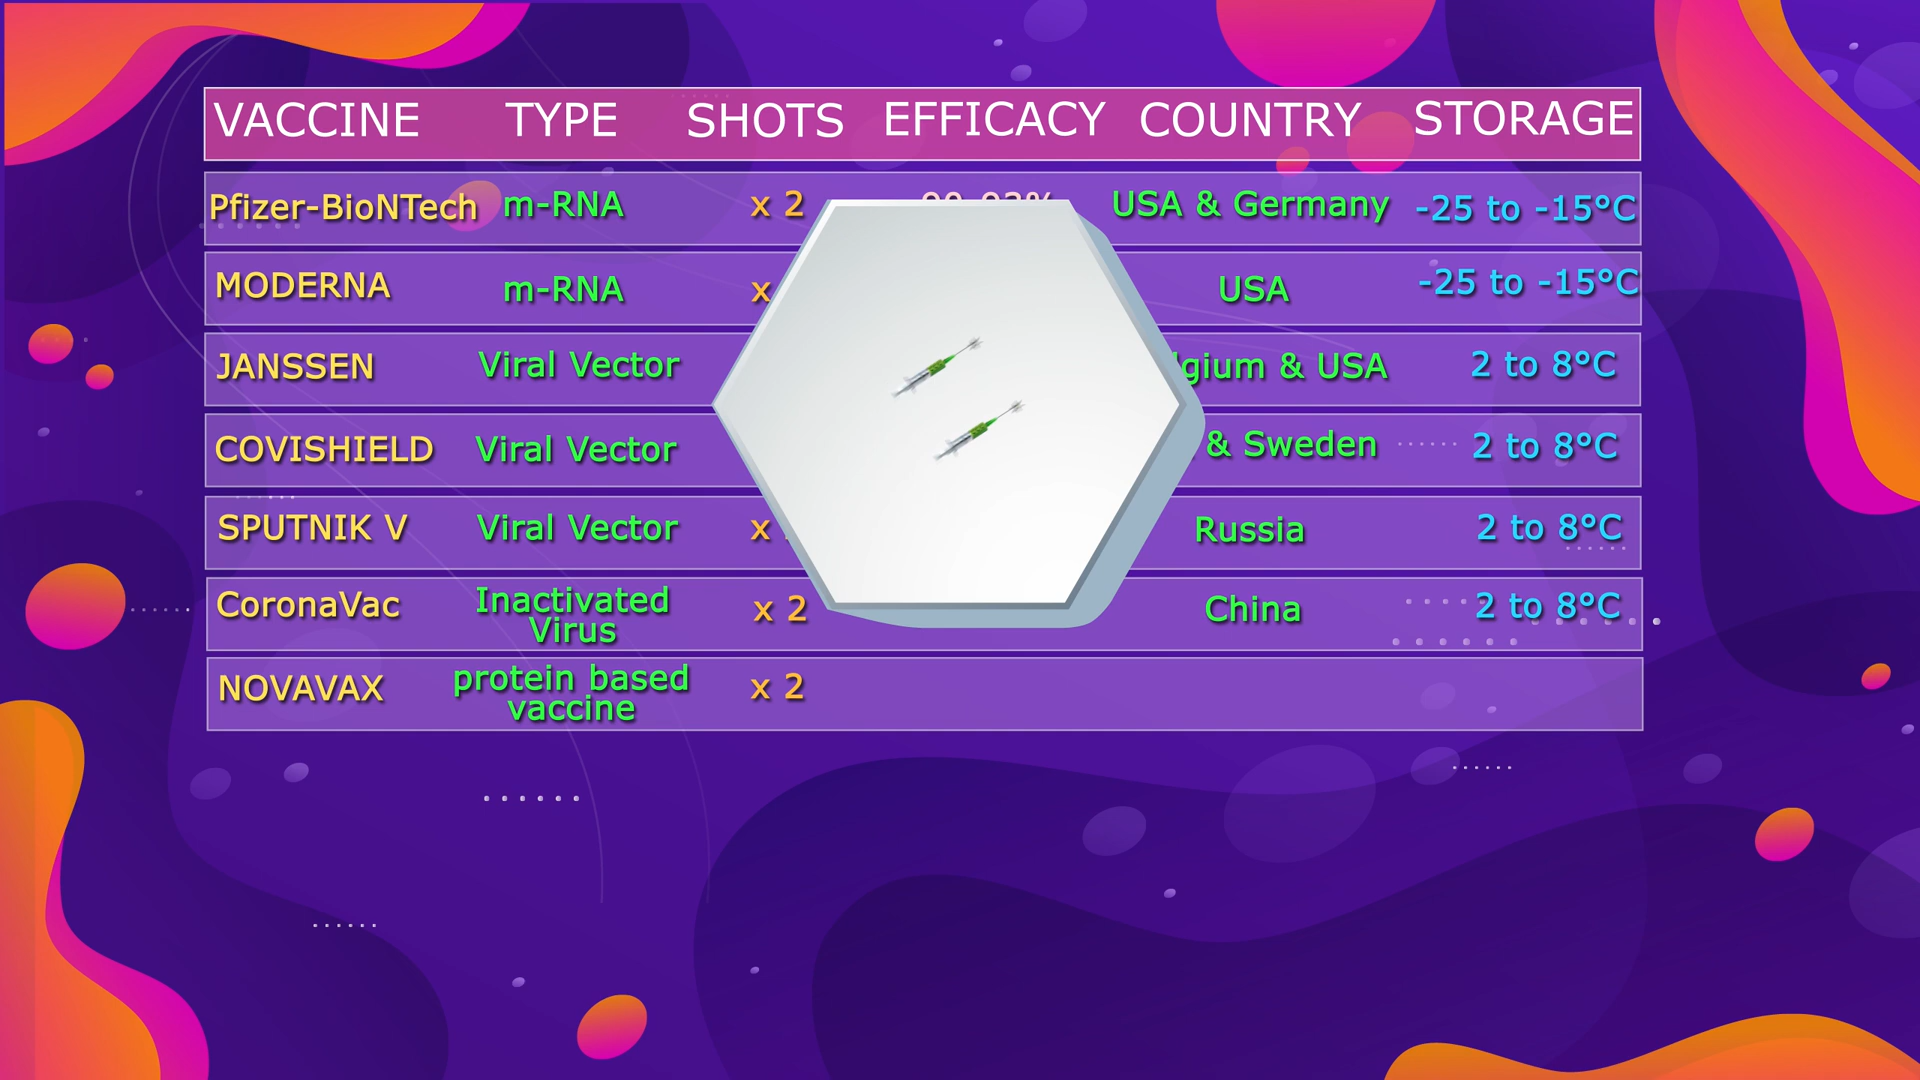 VACCINE TYPE SHOTS EFFICACY COUNTRY STORAGE
Pfizer-BioNTech m-RNA x 2 USA & Germany -25 to -15°C
MODERNA m-RNA x USA -25 to -15°C
JANSSEN Viral Vector & USA 2 to 8°C
COVISHIELD Viral Vector & Sweden 2 to 8°C
SPUTNIK V Viral Vector x Russia 2 to 8°C
CoronaVac Inactivated Virus x 2 China 2 to 8°C
NOVAVAX protein based vaccine x 2